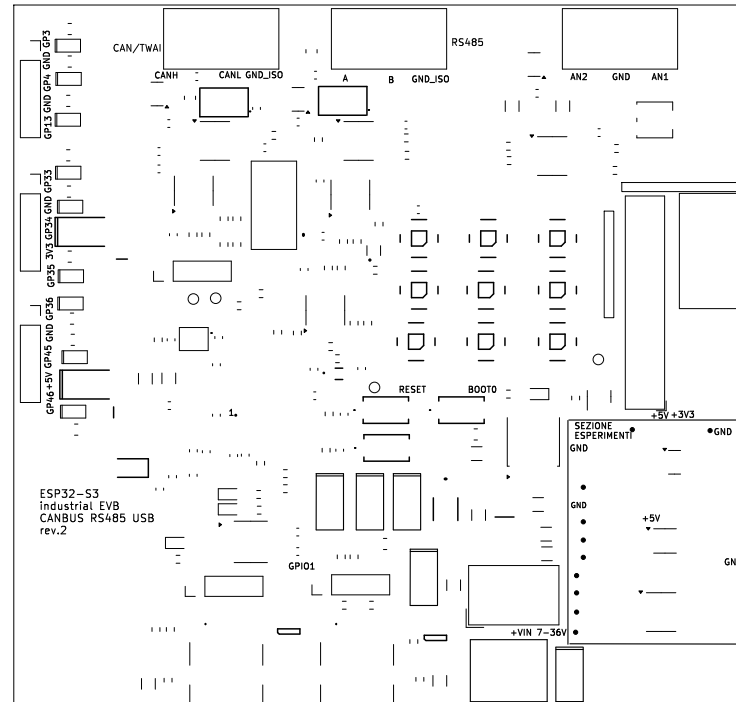 CAN/TWAI
RS485
CANH
CANL GND_ISO
A
B
GND_ISO
AN2
GND
AN1
GP3
GND
GP4
GND
GP13
GP33
GND
GP34
3V3
GP35
GP36
GND
GP45
+5V
GP46
RESET
BOOT0
1
+5V +3V3
SEZIONE
ESPERIMENTI
GND
GND
GND
+5V
GN
ESP32-S3
industrial EVB
CANBUS RS485 USB
rev.2
GPIO1
+VIN 7-36V